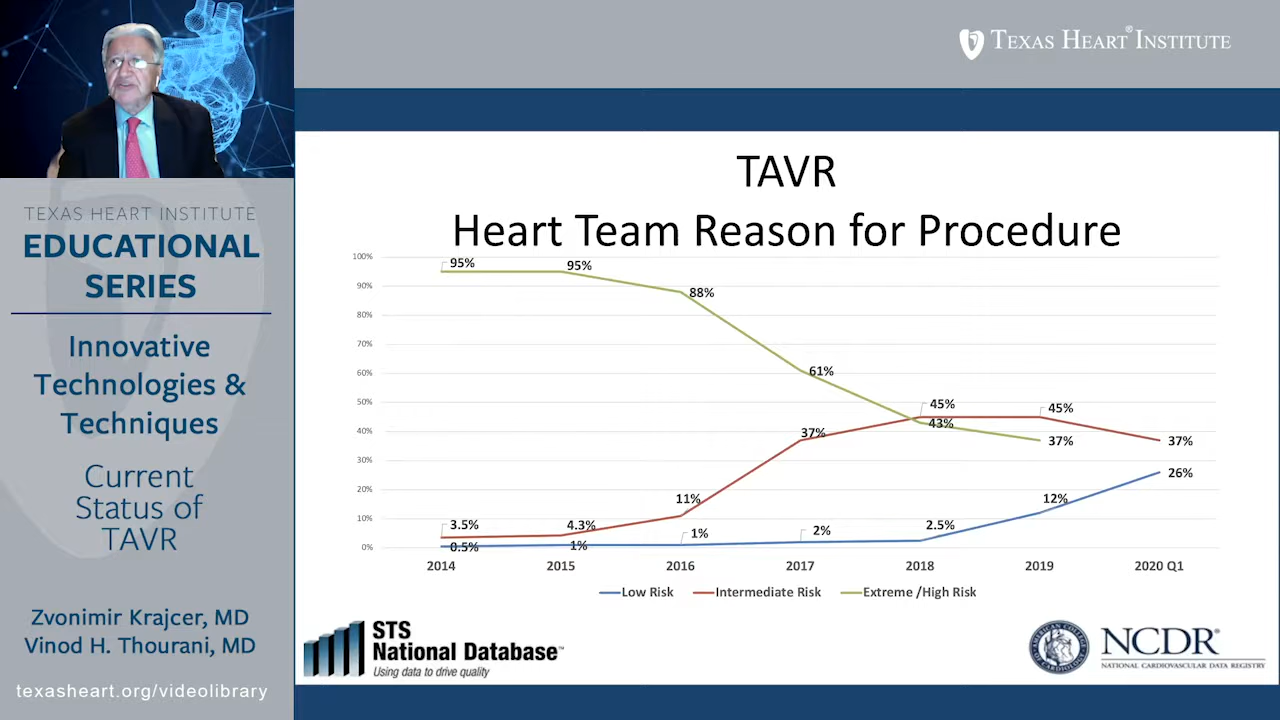 TEXAS HEART® INSTITUTE
TEXAS HEART INSTITUTE
EDUCATIONAL
SERIES
Innovative
Technologies &
Techniques
Current
Status of
TAVR
Zvonimir Krajcer, MD
Vinod H. Thourani, MD
texasheart.org/videolibrary
TAVR
Heart Team Reason for Procedure
100%
90%
80%
70%
60%
50%
40%
30%
20%
10%
0%
95%
95%
88%
61%
43%
37%
3.5%
4.3%
11%
37%
45%
45%
37%
0.5%
1%
1%
2%
2.5%
12%
26%
2014 2015 2016 2017 2018 2019 2020 Q1
Low Risk Intermediate Risk Extreme /High Risk
STS
National Database™
Using data to drive quality
AMERICAN COLLEGE
NCDR®
NATIONAL CARDIOVASCULAR DATA REGISTRY